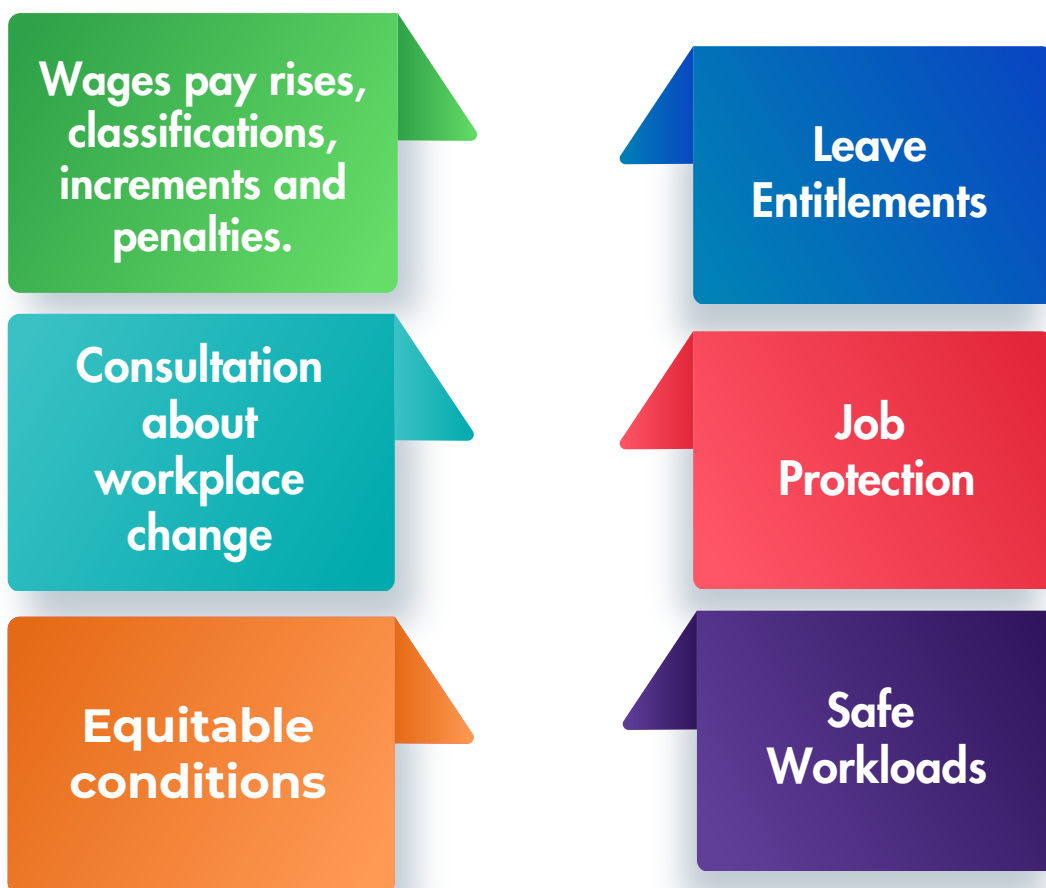 Wages pay rises,
classifications,
increments and
penalties.
Leave
Entitlements
Consultation
about
workplace
change
Job
Protection
Equitable
conditions
Safe
Workloads